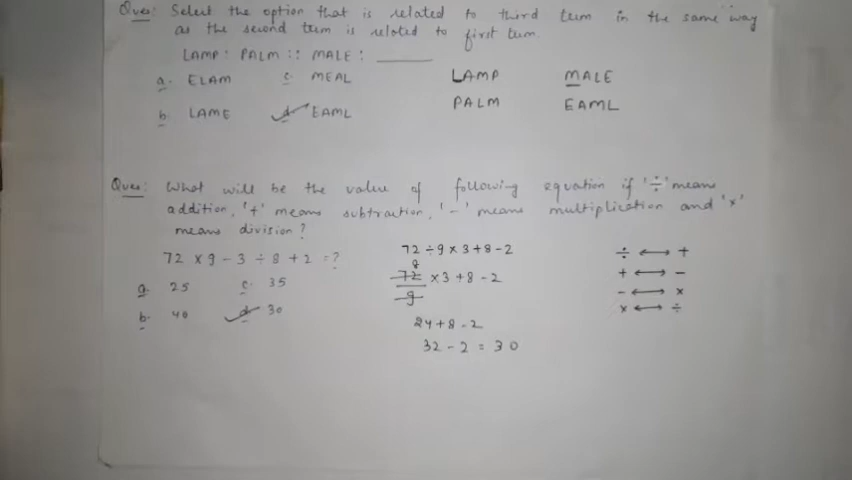 Ques: Select the option that is related to third term in the same way
as the second term is related to first term.
LAMP : PALM :: MALE : ______
a. ELAM c. MEAL
b. LAME d. EAML
LAMP MALE
PALM EAML
Ques: What will be the value of following equation if '÷' means
addition, '+' means subtraction, '-' means multiplication and 'x'
means division?
72 x 9 - 3 ÷ 8 + 2 = ?
a. 25 c. 35
b. 40 d. 30
72 ÷ 9 x 3 + 8 - 2
8
72 x 3 + 8 - 2
9
24 + 8 - 2
32 - 2 = 30
÷ ⟷ +
+ ⟷ -
- ⟷ x
x ⟷ ÷